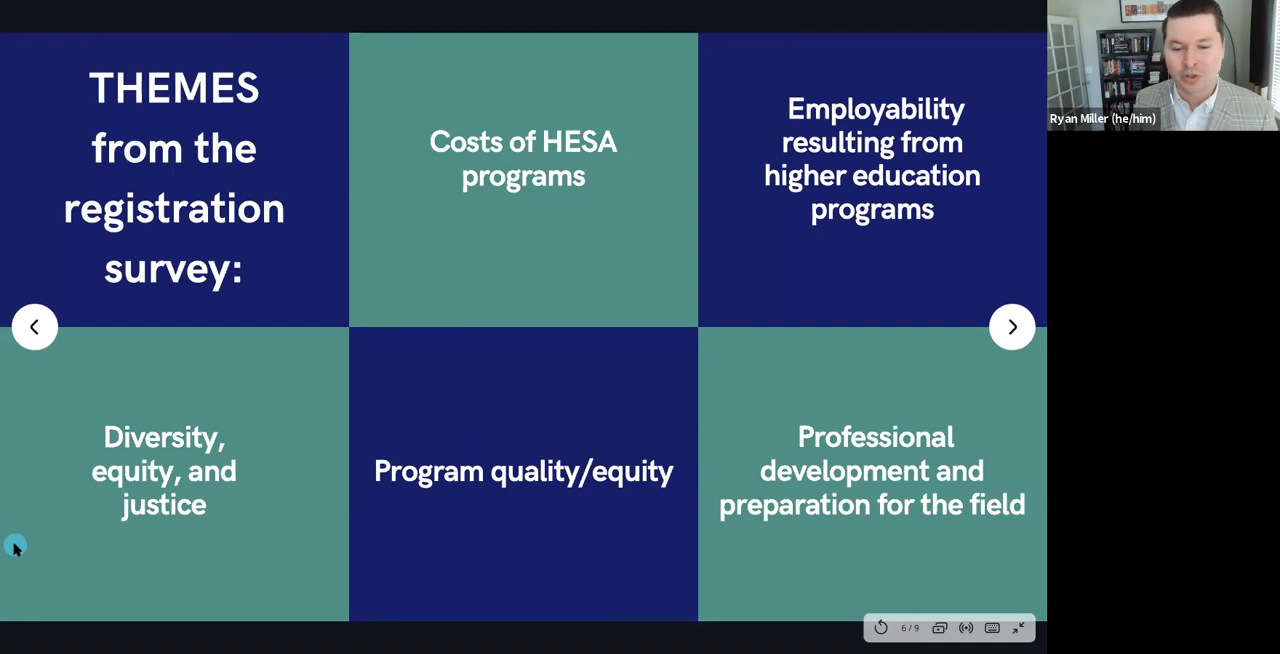 THEMES
from the
registration
survey:
Costs of HESA
programs
Employability
resulting from
higher education
programs
Diversity,
equity, and
justice
Program quality/equity
Professional
development and
preparation for the field
6 / 9
Ryan Miller (he/him)